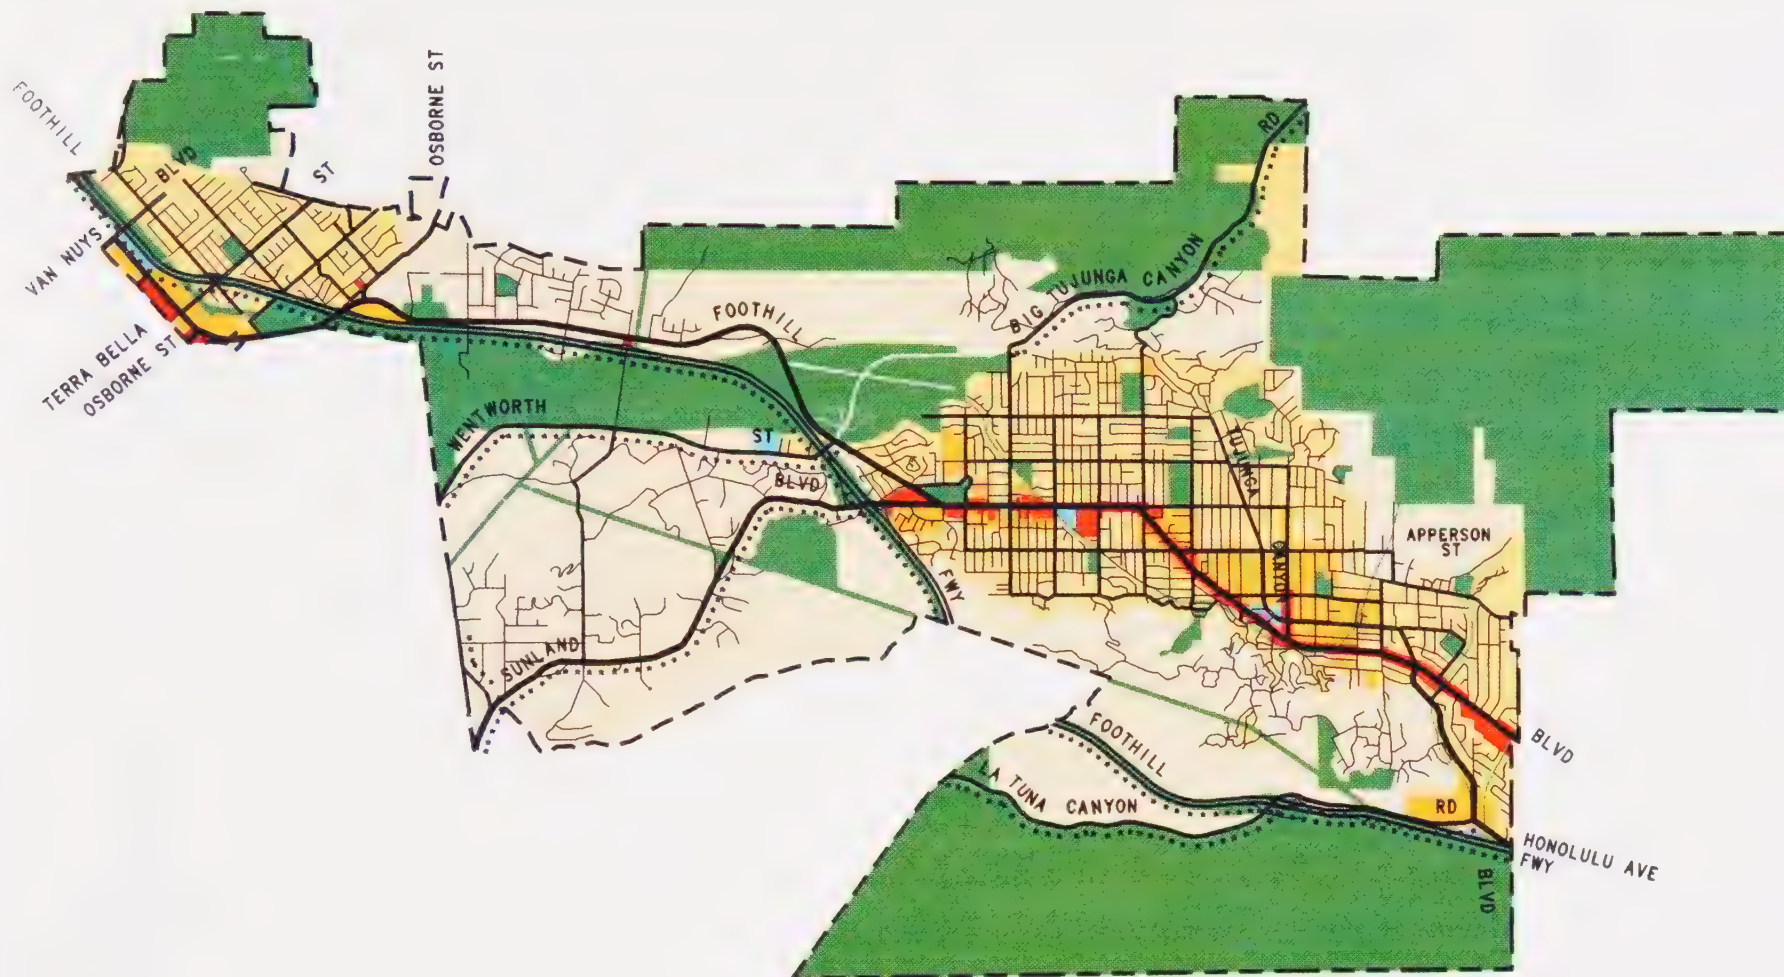 FOOTHILL
BLVD
ST
OSBORNE ST
VAN NUYS
TERRA BELLA
OSBORNE ST
FOOTHILL
BIG TUJUNGA CANYON
RD
WENTWORTH
ST
BLVD
SUNLAND
FWY
TUJUNGA
CANYON
APPERSON
ST
FOOTHILL
BLVD
LA TUNA CANYON
RD
HONOLULU AVE
FWY
BLVD